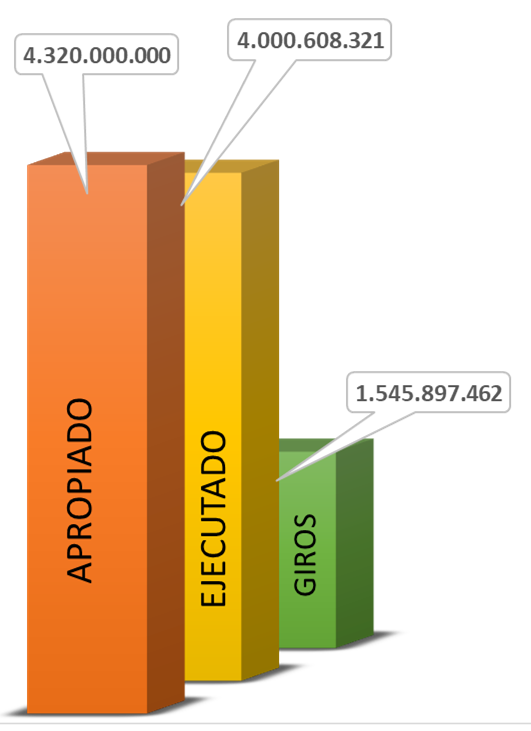 4.320.000.000
4.000.608.321
1.545.897.462
APROPIADO
EJECUTADO
GIROS